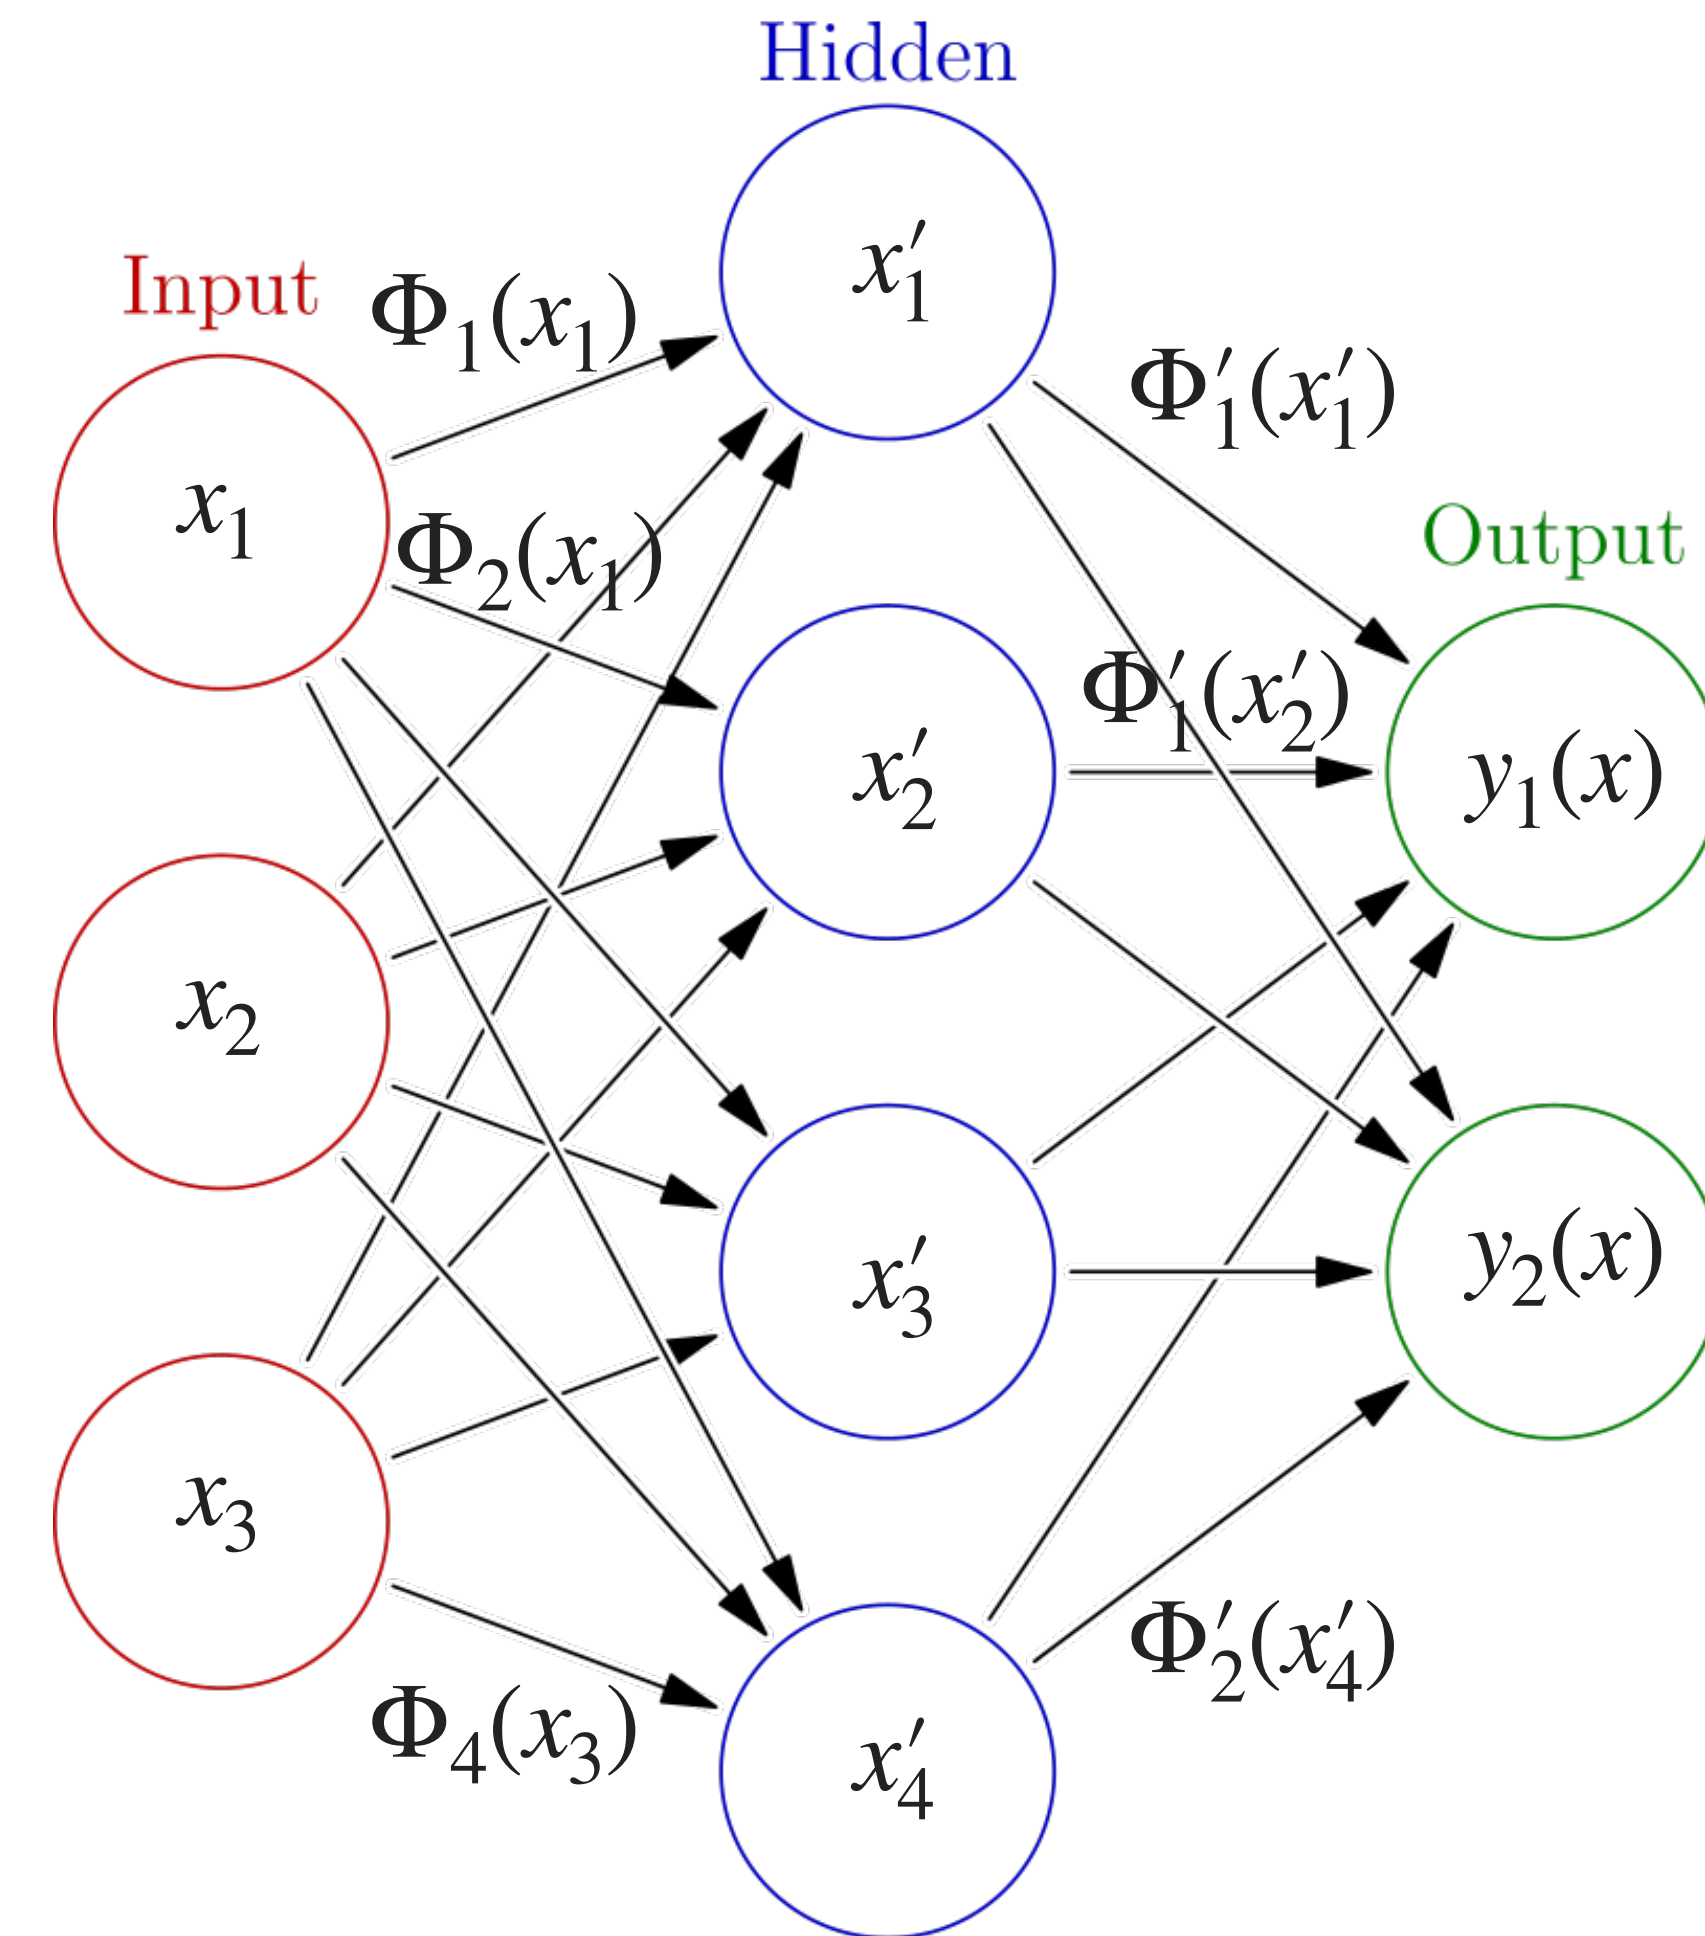 Hidden
Input
Output
Φ₁(x₁)
Φ₂(x₁)
Φ₄(x₃)
Φ′₁(x′₁)
Φ′₁(x′₂)
Φ′₂(x′₄)
x₁
x₂
x₃
x′₁
x′₂
x′₃
x′₄
y₁(x)
y₂(x)